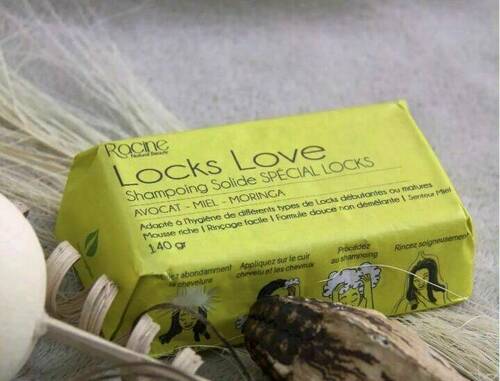 Racine
Natural Beauty
LOCKS LOVE
Shampoing Solide SPÉCIAL LOCKS
AVOCAT - MIEL - MORINGA
Adapté à l'hygiène de différents types de Locks débutantes ou matures
Mousse riche | Rinçage facile | Formule douce non démêlante | Senteur Miel
140 gr
abondamment
chevelure
Appliquez sur le cuir
chevelu et les cheveux
Procédez
au shampoing
Rincez soigneusement